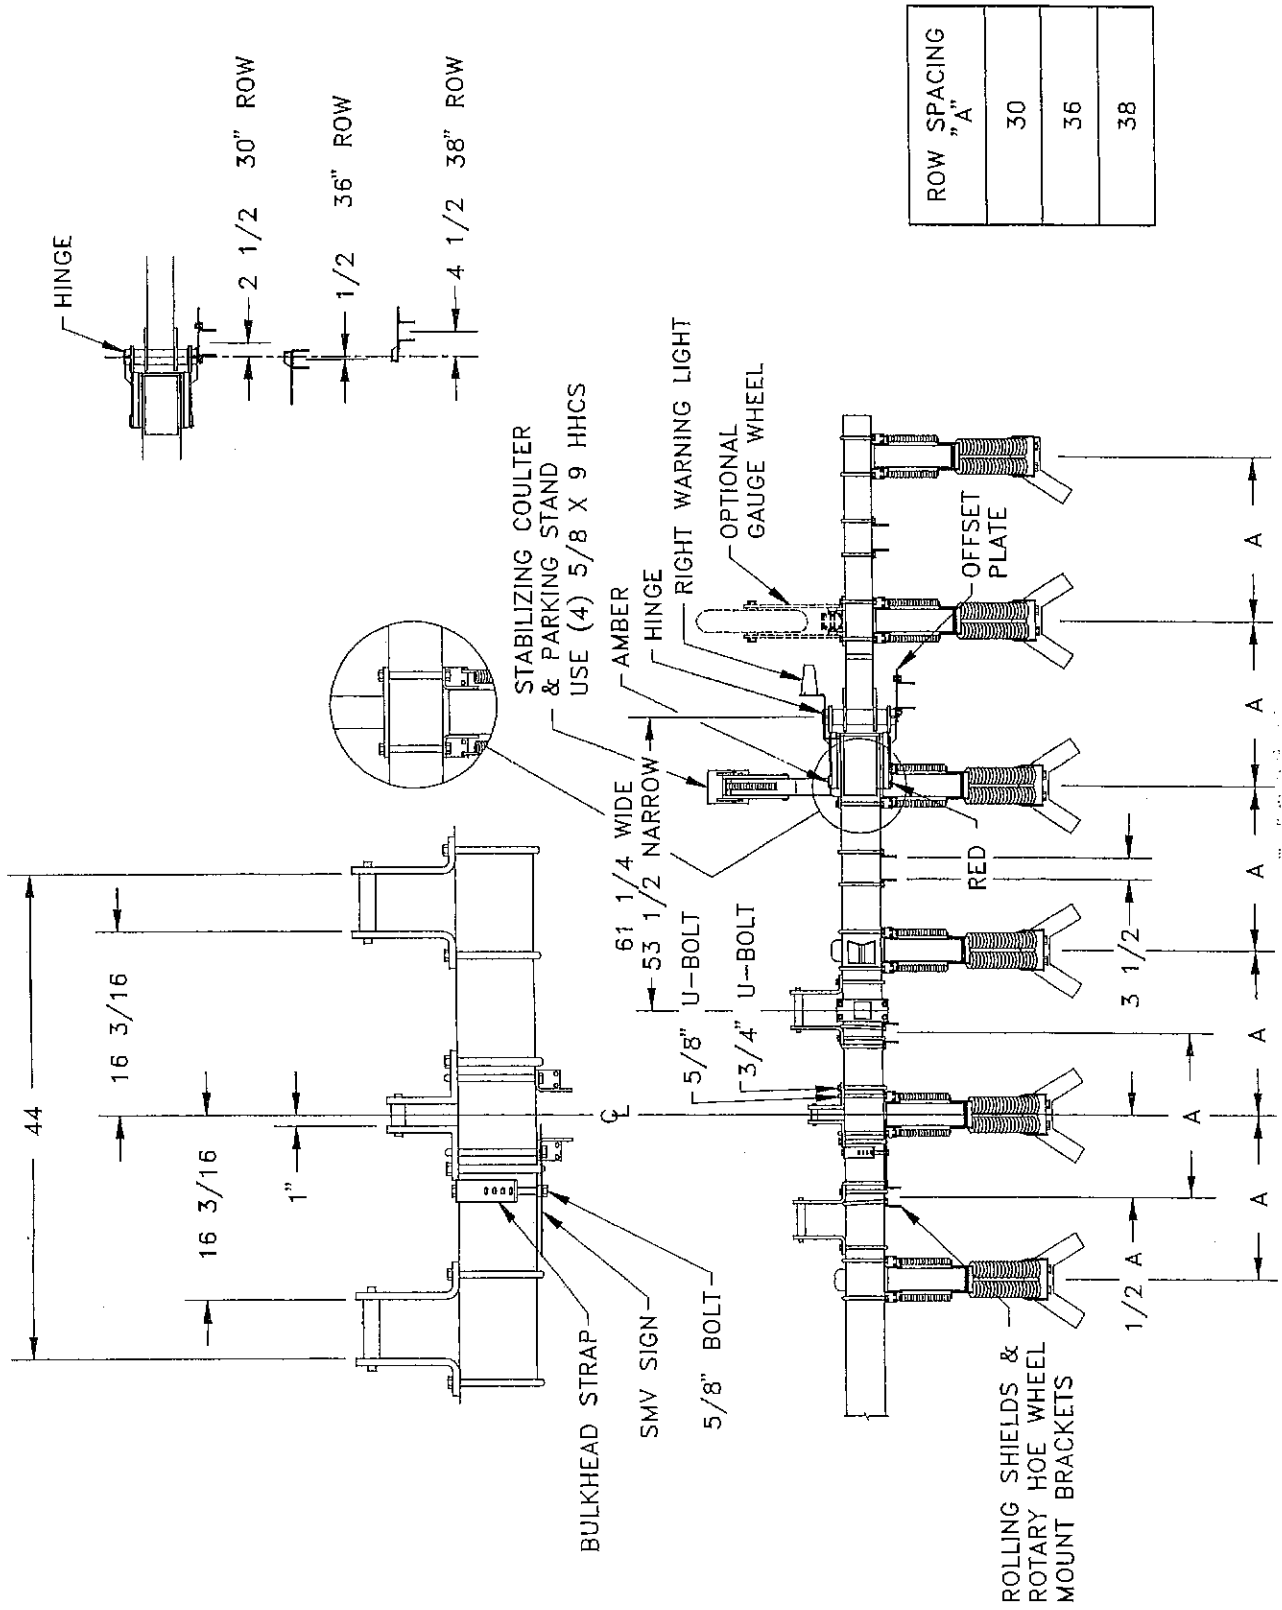 44
16 3/16
16 3/16
1"
BULKHEAD STRAP
SMV SIGN
5/8" BOLT
HINGE
2 1/2 30" ROW
1/2 36" ROW
4 1/2 38" ROW
STABILIZING COULTER
& PARKING STAND
USE (4) 5/8 X 9 HHCS
61 1/4 WIDE
53 1/2 NARROW
AMBER
HINGE
RIGHT WARNING LIGHT
OPTIONAL
GAUGE WHEEL
5/8" U-BOLT
3/4" U-BOLT
CL
RED
OFFSET
PLATE
3 1/2
A
1/2 A
A
A
A
A
A
ROLLING SHIELDS &
ROTARY HOE WHEEL
MOUNT BRACKETS
ROW SPACING
"A"
30
36
38